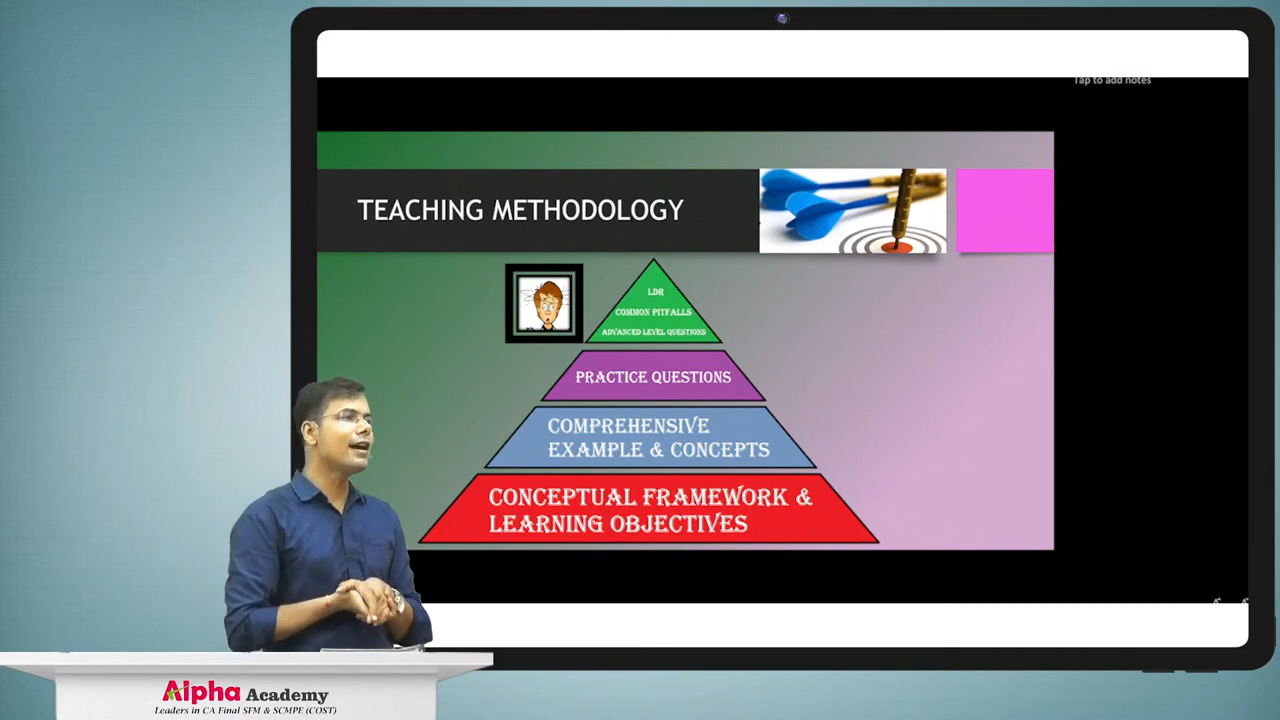 Tap to add notes
TEACHING METHODOLOGY
LDR
COMMON PITFALLS
ADVANCED LEVEL QUESTIONS
PRACTICE QUESTIONS
COMPREHENSIVE
EXAMPLE & CONCEPTS
CONCEPTUAL FRAMEWORK &
LEARNING OBJECTIVES
Alpha Academy
Leaders in CA Final SFM & SCMPE (COST)